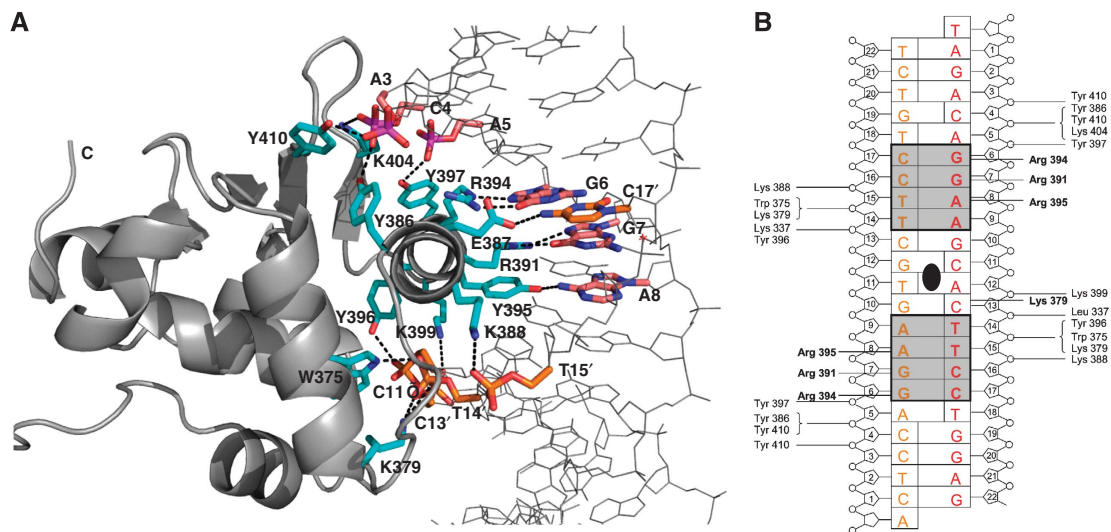 A
B
A3
C4
A5
Y410
K404
Y397
R394
G6
C17′
C
Y386
E387
G7
R391
A8
Y395
Y396
K399
K388
W375
C11
T15′
T14′
C13′
K379
T
22 T A 1
21 C G 2
20 T A 3
Tyr 410
19 G C 4
Tyr 386
Tyr 410
18 T A 5
Lys 404
Tyr 397
17 C G 6
Arg 394
16 C G 7
Arg 391
Lys 388
15 T A 8
Arg 395
Trp 375
Lys 379
14 T A 9
Lys 337
Tyr 396
13 C G 10
12 G C 11
11 T A 12
Lys 399
10 G C 13
Lys 379
Leu 337
9 A T 14
Tyr 396
Trp 375
Arg 395
8 A T 15
Lys 379
Lys 388
Arg 391
7 G C 16
Arg 394
6 G C 17
Tyr 397
5 A T 18
Tyr 386
Tyr 410
4 C G 19
Tyr 410
3 C G 20
2 T A 21
1 C G 22
A